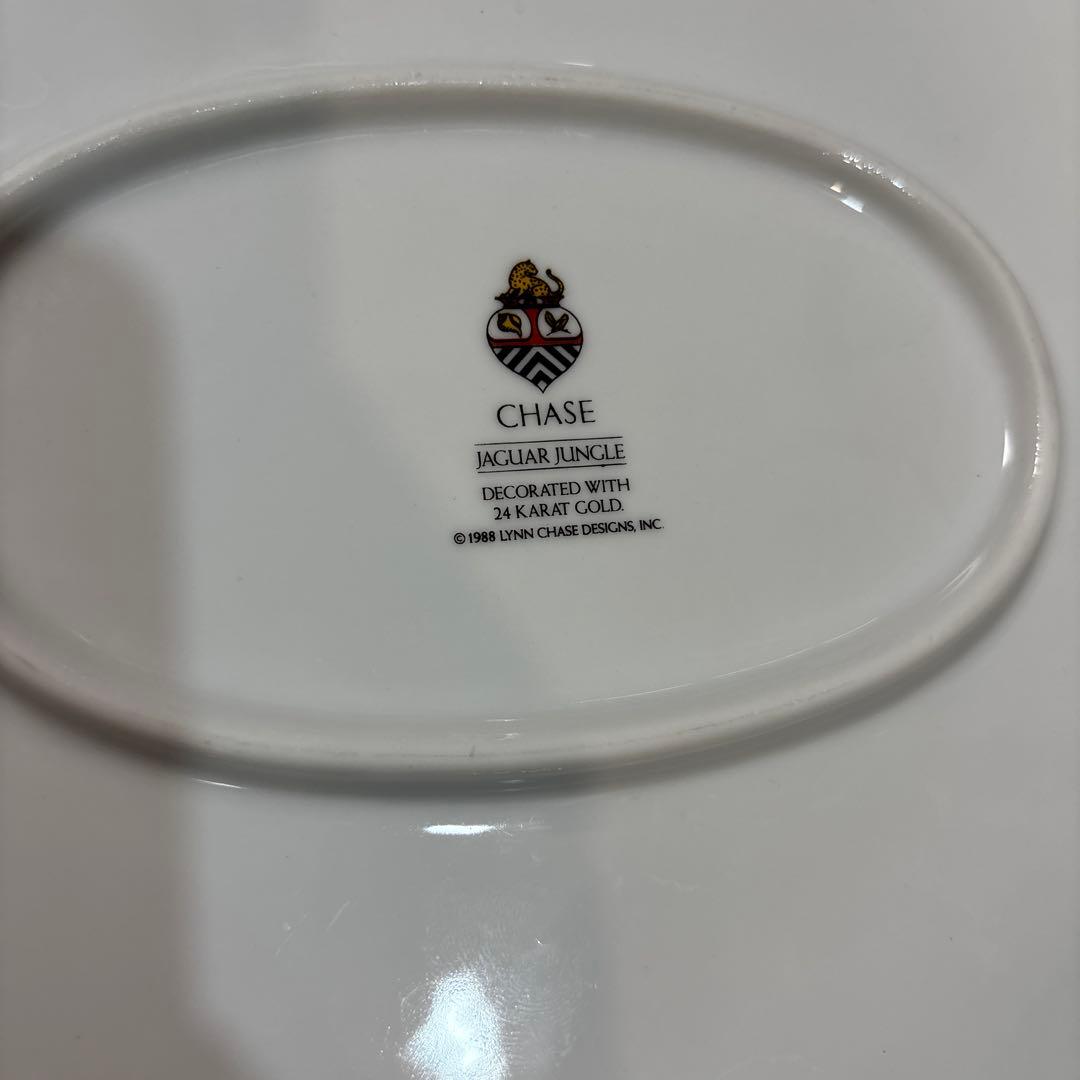 CHASE
JAGUAR JUNGLE
DECORATED WITH
24 KARAT GOLD.
© 1988 LYNN CHASE DESIGNS, INC.